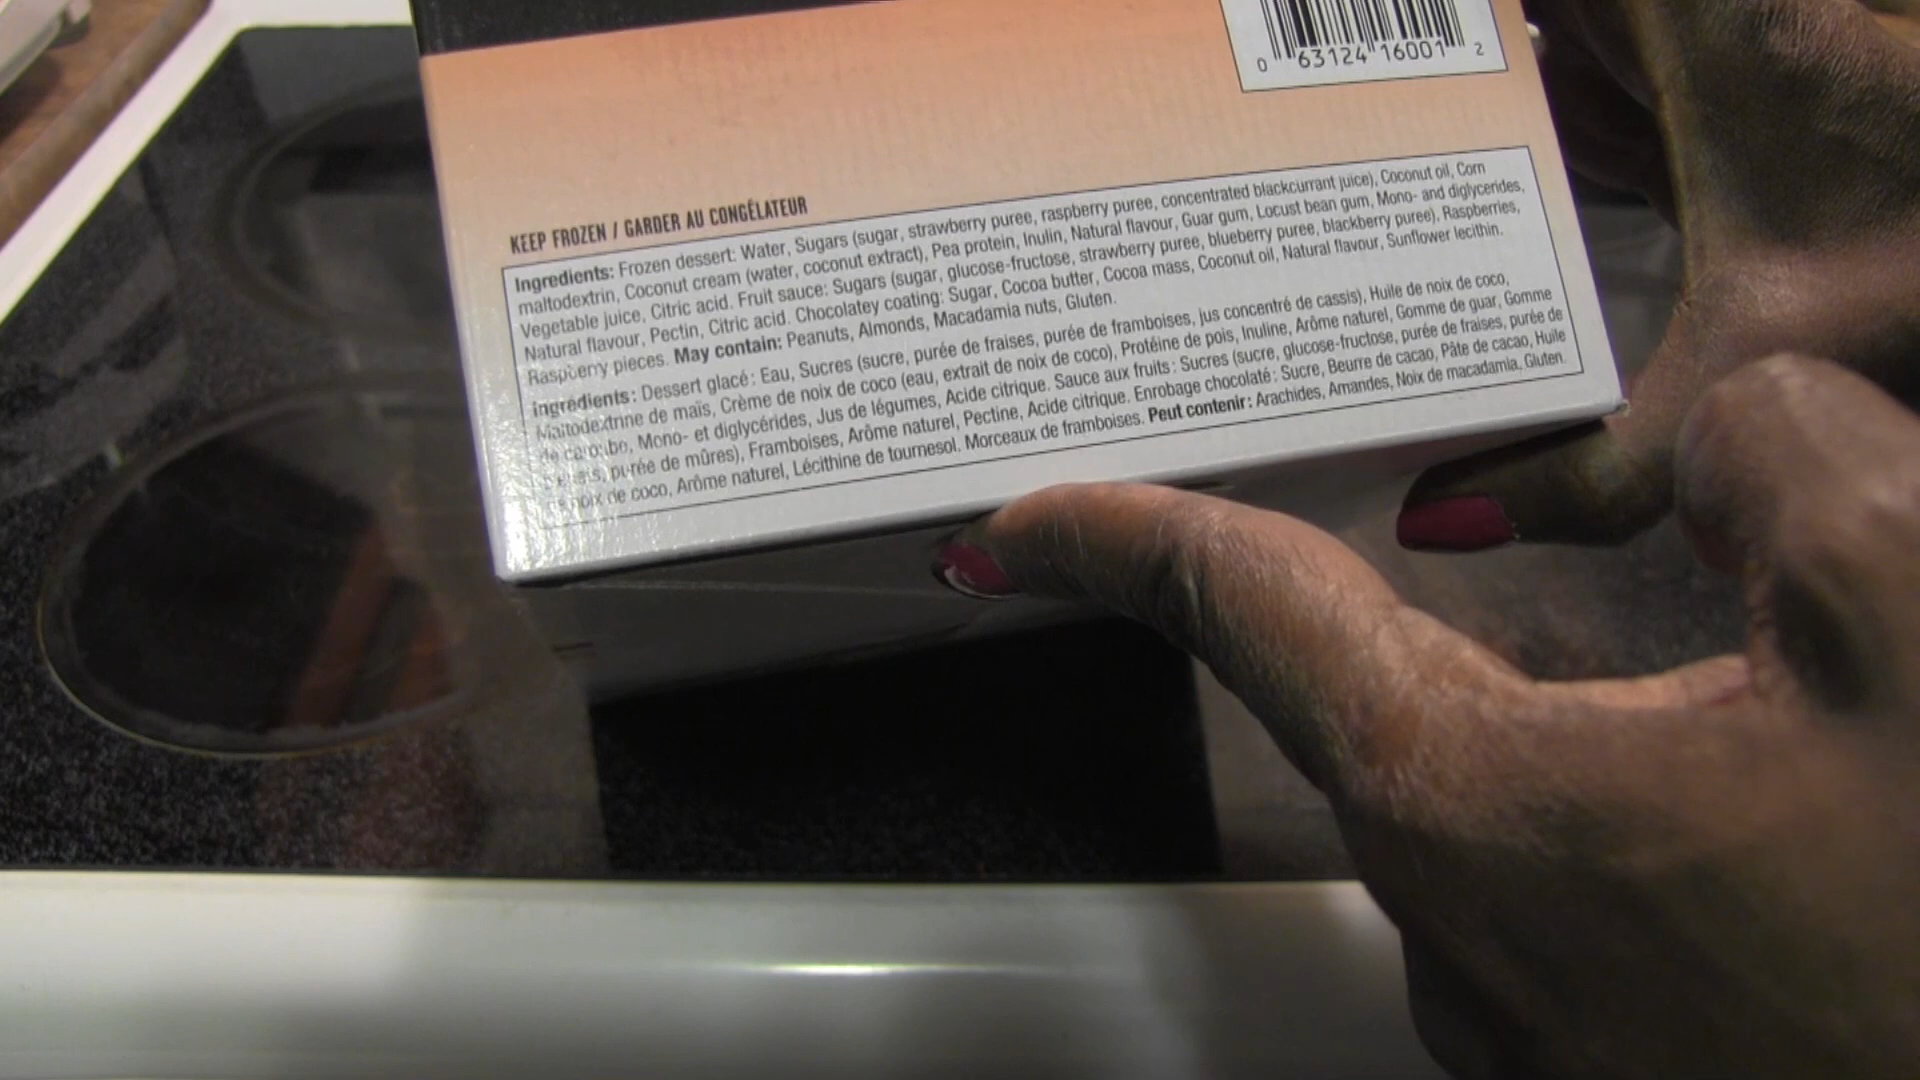 0 63124 16001 2
KEEP FROZEN / GARDER AU CONGÉLATEUR
Ingredients: Frozen dessert: Water, Sugars (sugar, strawberry puree, raspberry puree, concentrated blackcurrant juice), Coconut oil, Corn
maltodextrin, Coconut cream (water, coconut extract), Pea protein, Inulin, Natural flavour, Guar gum, Locust bean gum, Mono- and diglycerides,
Vegetable juice, Citric acid. Fruit sauce: Sugars (sugar, glucose-fructose, strawberry puree, blueberry puree, blackberry puree), Raspberries,
Natural flavour, Pectin, Citric acid. Chocolatey coating: Sugar, Cocoa butter, Cocoa mass, Coconut oil, Natural flavour, Sunflower lecithin.
Raspberry pieces. May contain: Peanuts, Almonds, Macadamia nuts, Gluten.
Ingrédients: Dessert glacé: Eau, Sucres (sucre, purée de fraises, purée de framboises, jus concentré de cassis), Huile de noix de coco,
Maltodextrine de maïs, Crème de noix de coco (eau, extrait de noix de coco), Protéine de pois, Inuline, Arôme naturel, Gomme de guar, Gomme
de caroube, Mono- et diglycérides, Jus de légumes, Acide citrique. Sauce aux fruits: Sucres (sucre, glucose-fructose, purée de fraises, purée de
purée de mûres), Framboises, Arôme naturel, Pectine, Acide citrique. Enrobage chocolaté: Sucre, Beurre de cacao, Pâte de cacao, Huile
de noix de coco, Arôme naturel, Lécithine de tournesol. Morceaux de framboises. Peut contenir: Arachides, Amandes, Noix de macadamia, Gluten.